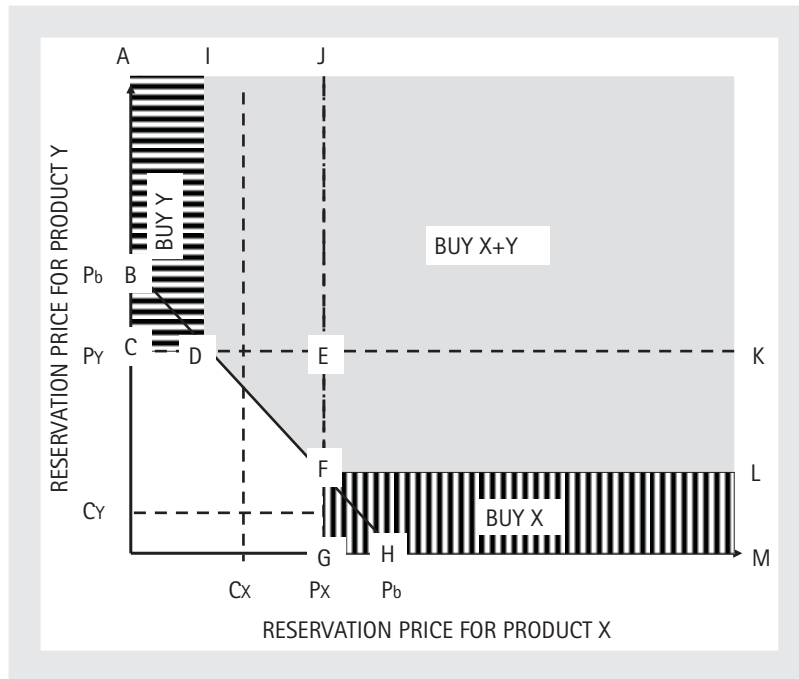 A I J
RESERVATION PRICE FOR PRODUCT Y
BUY Y
BUY X+Y
Pb B
PY C D E K
F L
CY BUY X
G H M
CX PX Pb
RESERVATION PRICE FOR PRODUCT X